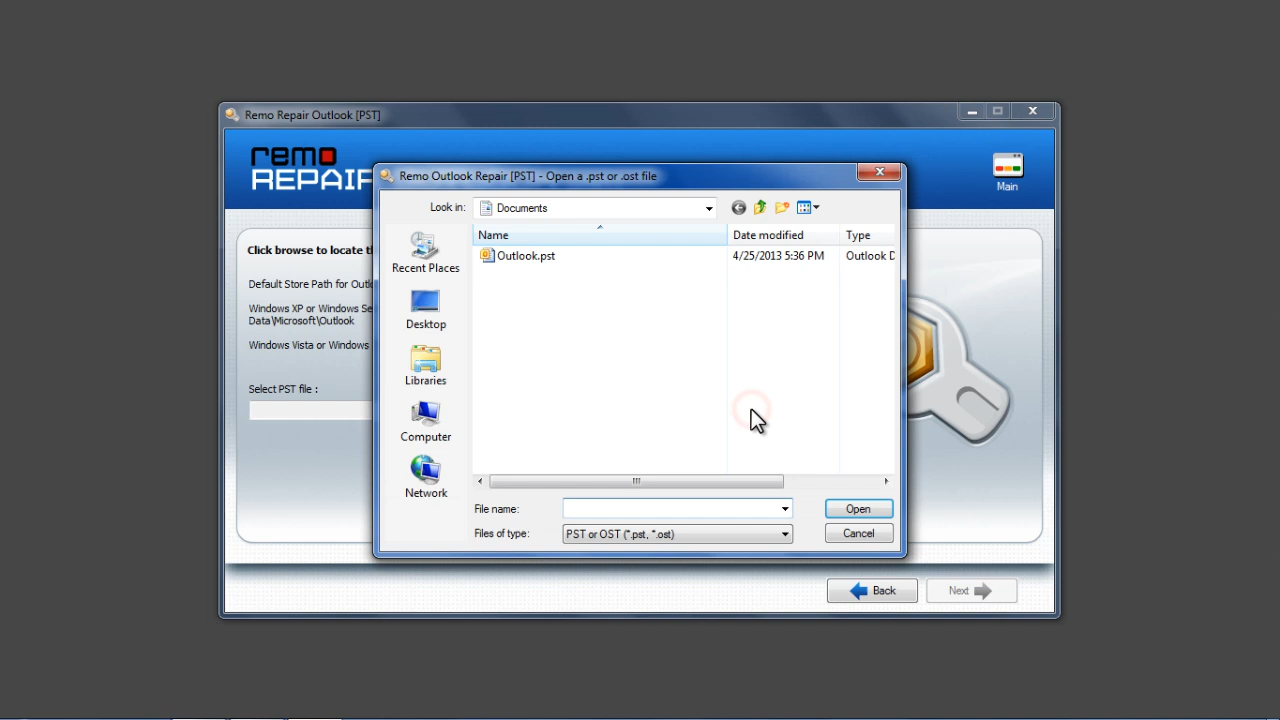 Remo Repair Outlook [PST]
remo
REPAIR
Main
Remo Outlook Repair [PST] - Open a .pst or .ost file
Look in:
Documents
Name
Date modified
Type
Outlook.pst
4/25/2013 5:36 PM
Outlook D
Recent Places
Desktop
Libraries
Computer
Network
File name:
Open
Files of type:
PST or OST (*.pst, *.ost)
Cancel
Click browse to locate t
Default Store Path for Outl
Windows XP or Windows Se
Data\Microsoft\Outlook
Windows Vista or Windows
Select PST file :
Back
Next